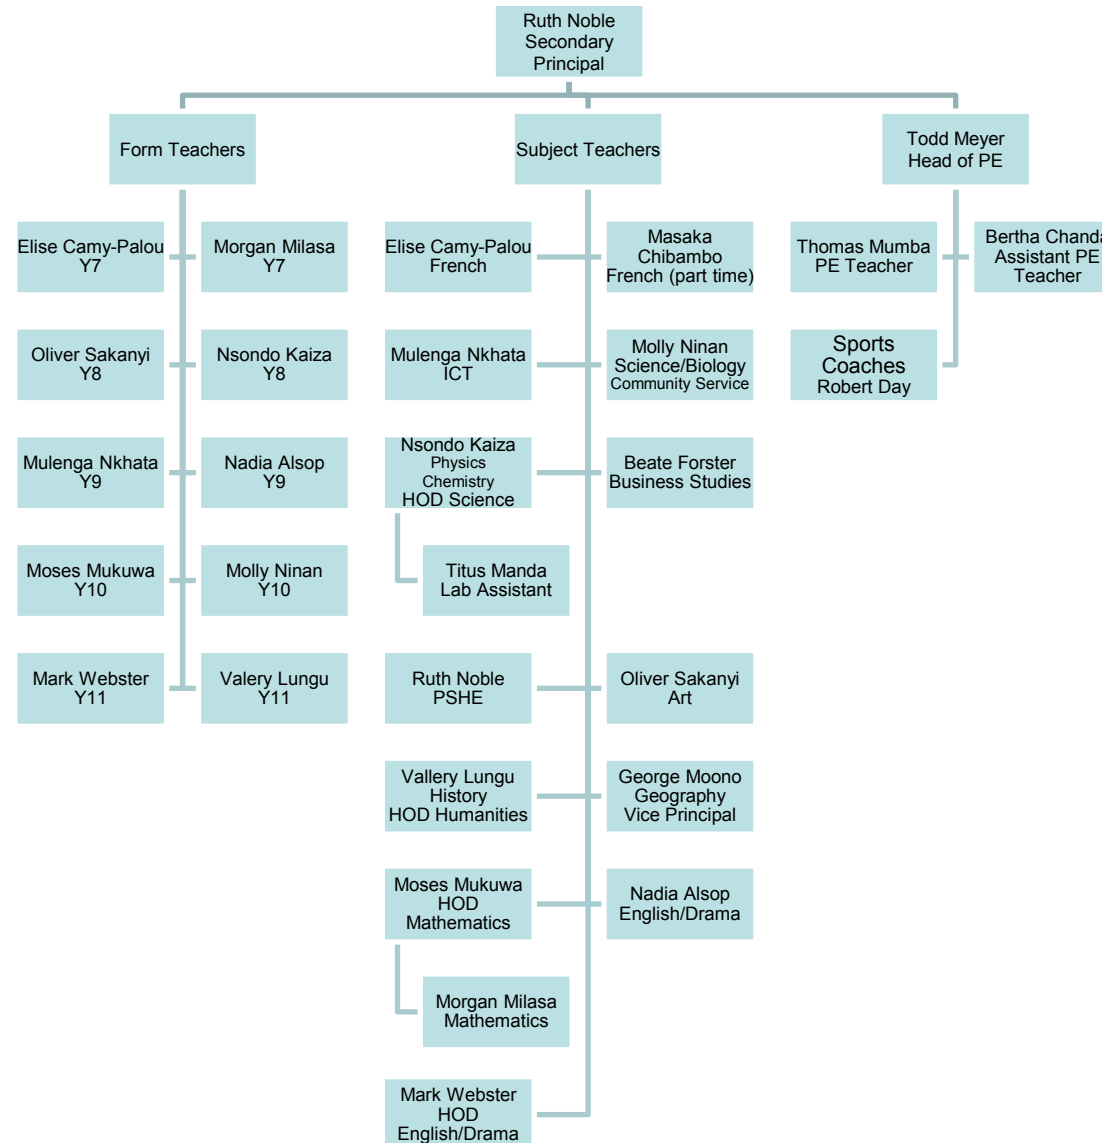 Ruth Noble
Secondary
Principal
Form Teachers
Subject Teachers
Todd Meyer
Head of PE
Elise Camy-Palou
Y7
Morgan Milasa
Y7
Elise Camy-Palou
French
Masaka
Chibambo
French (part time)
Thomas Mumba
PE Teacher
Bertha Chanda
Assistant PE
Teacher
Oliver Sakanyi
Y8
Nsondo Kaiza
Y8
Mulenga Nkhata
ICT
Molly Ninan
Science/Biology
Community Service
Sports
Coaches
Robert Day
Mulenga Nkhata
Y9
Nadia Alsop
Y9
Nsondo Kaiza
Physics
Chemistry
HOD Science
Beate Forster
Business Studies
Moses Mukuwa
Y10
Molly Ninan
Y10
Titus Manda
Lab Assistant
Mark Webster
Y11
Valery Lungu
Y11
Ruth Noble
PSHE
Oliver Sakanyi
Art
Vallery Lungu
History
HOD Humanities
George Moono
Geography
Vice Principal
Moses Mukuwa
HOD
Mathematics
Nadia Alsop
English/Drama
Morgan Milasa
Mathematics
Mark Webster
HOD
English/Drama